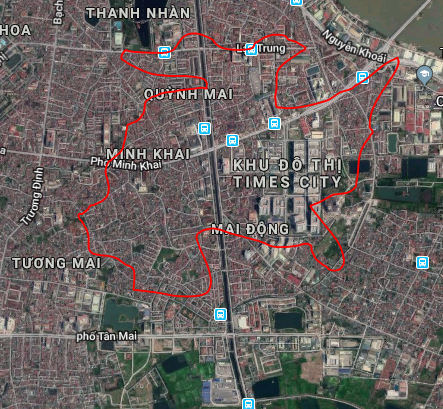 THANH NHÀN
HOA
Bạch
Nguyễn Khoái
Trung
QUỲNH MAI
MINH KHAI
Phố Minh Khai
KHU ĐÔ THỊ
TIMES CITY
Trương Định
MAI ĐỘNG
TƯƠNG MAI
phố Tân Mai